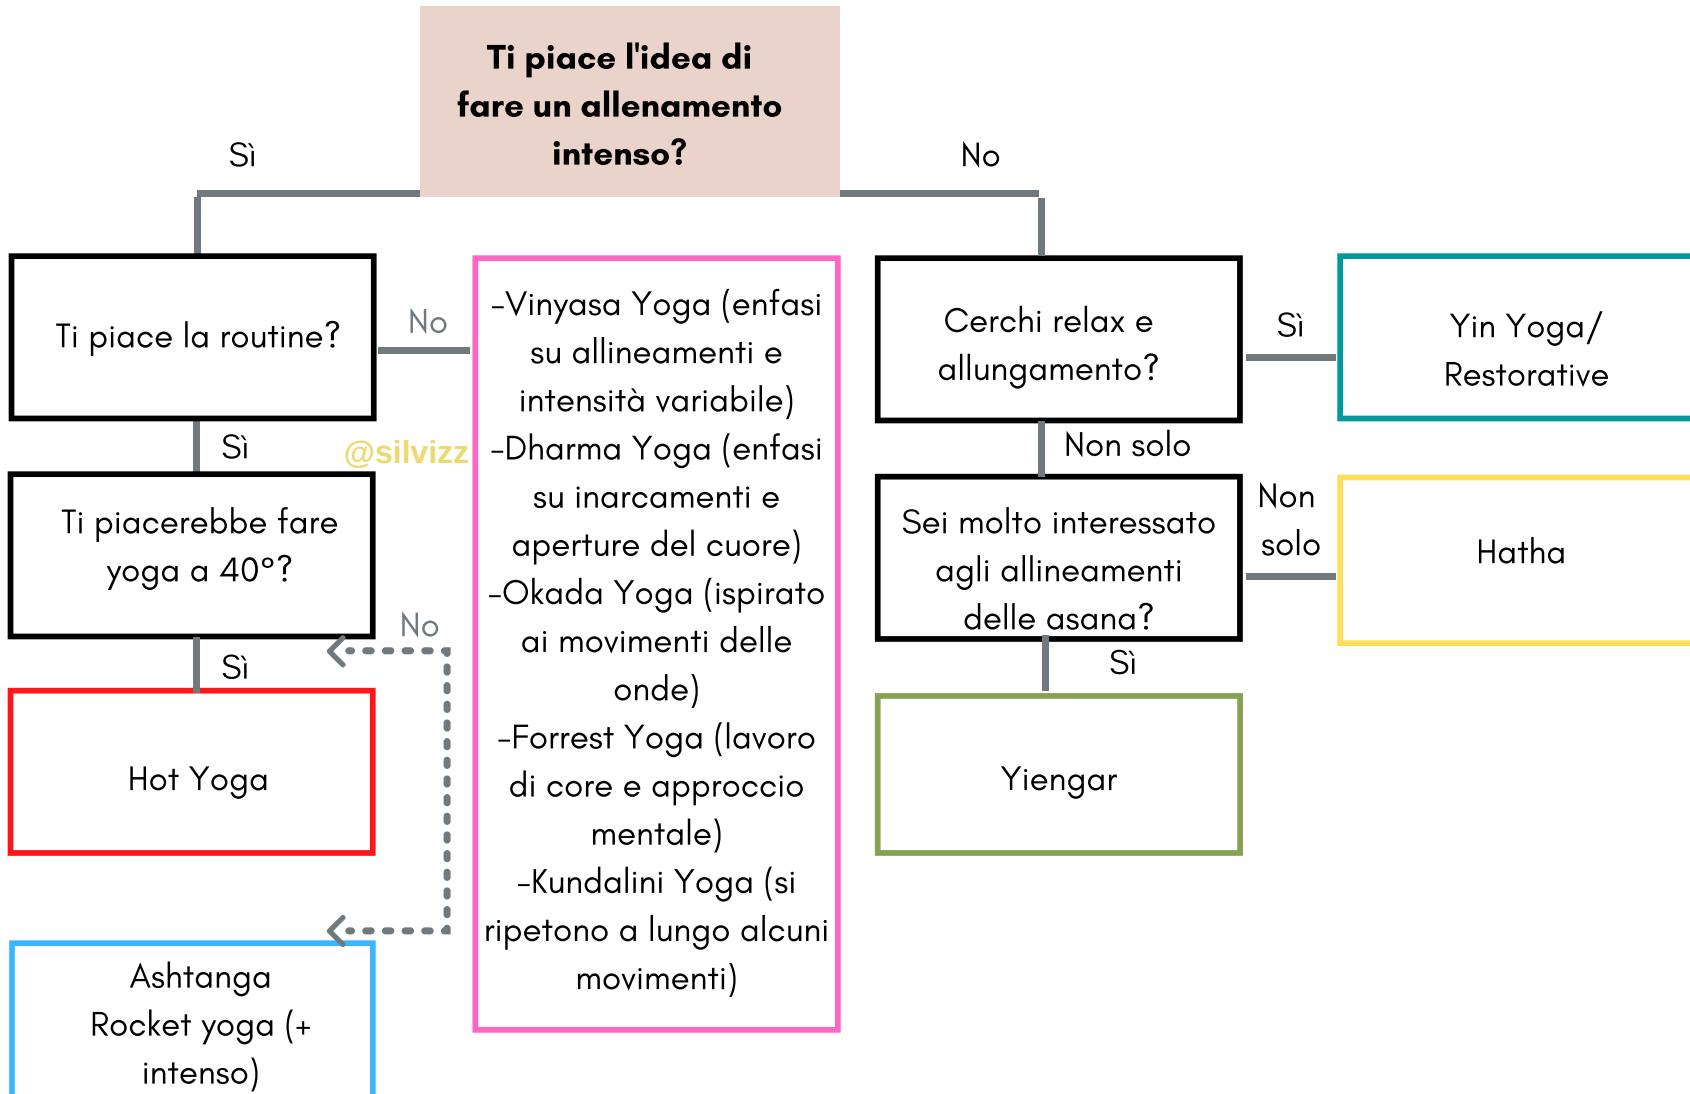 Ti piace l'idea di
fare un allenamento
intenso?
Sì
No
Ti piace la routine?
No
-Vinyasa Yoga (enfasi
su allineamenti e
intensità variabile)
-Dharma Yoga (enfasi
su inarcamenti e
aperture del cuore)
-Okada Yoga (ispirato
ai movimenti delle
onde)
-Forrest Yoga (lavoro
di core e approccio
mentale)
-Kundalini Yoga (si
ripetono a lungo alcuni
movimenti)
Cerchi relax e
allungamento?
Sì
Yin Yoga/
Restorative
Sì
@silvizz
Non solo
Ti piacerebbe fare
yoga a 40°?
Sei molto interessato
agli allineamenti
delle asana?
Non
solo
Hatha
No
Sì
Sì
Hot Yoga
Yiengar
Ashtanga
Rocket yoga (+
intenso)